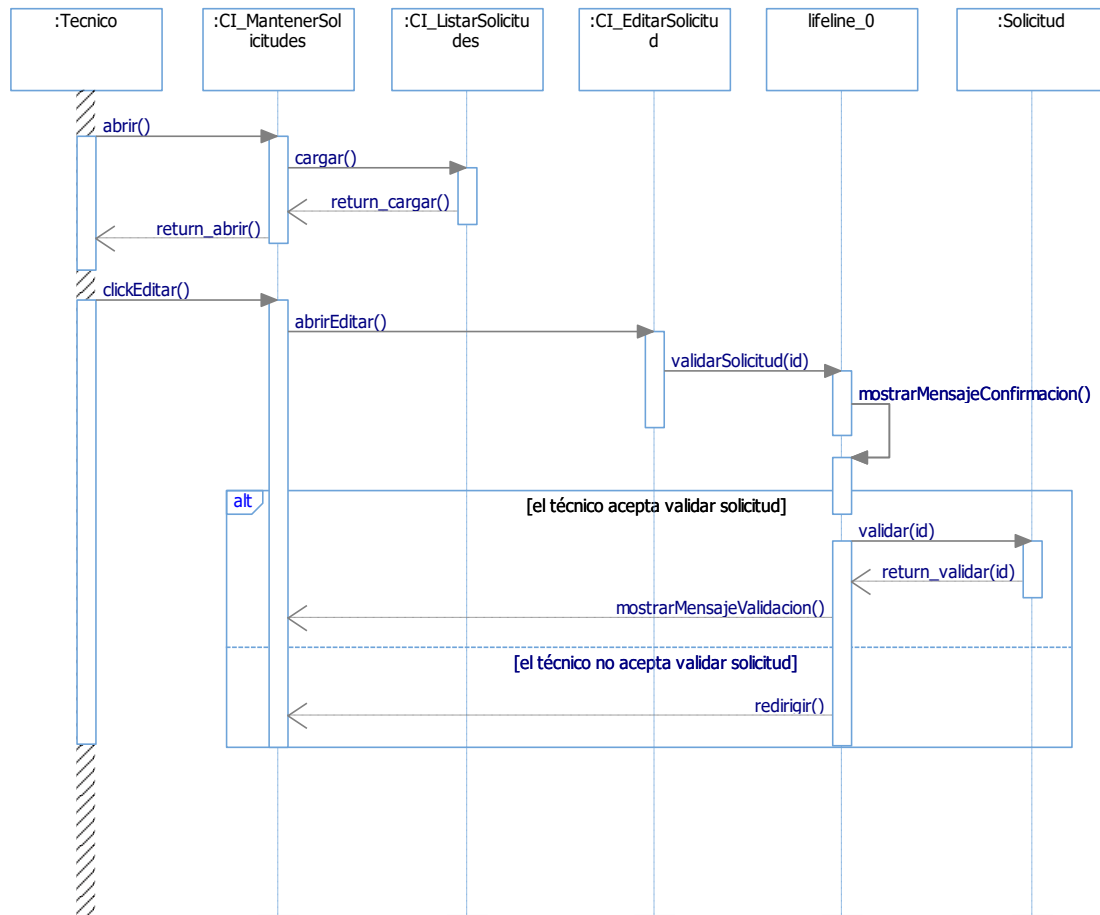 :Tecnico
:CI_MantenerSol
icitudes
:CI_ListarSolicitu
des
:CI_EditarSolicitu
d
lifeline_0
:Solicitud
abrir()
cargar()
return_cargar()
return_abrir()
clickEditar()
abrirEditar()
validarSolicitud(id)
mostrarMensajeConfirmacion()
alt
[el técnico acepta validar solicitud]
validar(id)
return_validar(id)
mostrarMensajeValidacion()
[el técnico no acepta validar solicitud]
redirigir()